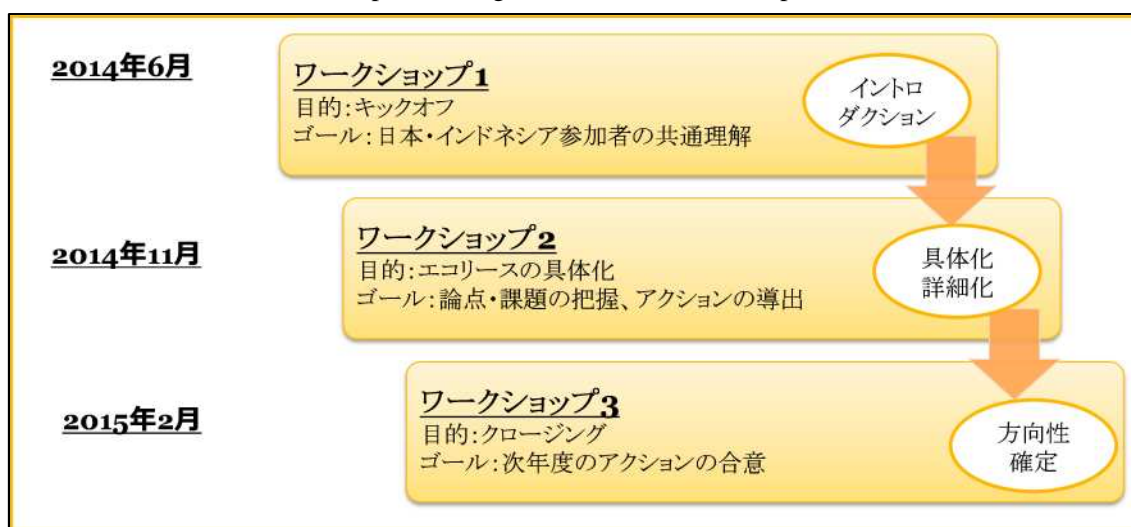 2014年6月
ワークショップ1
目的:キックオフ
ゴール:日本・インドネシア参加者の共通理解
イントロ
ダクション
2014年11月
ワークショップ2
目的:エコリースの具体化
ゴール:論点・課題の把握、アクションの導出
具体化
詳細化
2015年2月
ワークショップ3
目的:クロージング
ゴール:次年度のアクションの合意
方向性
確定